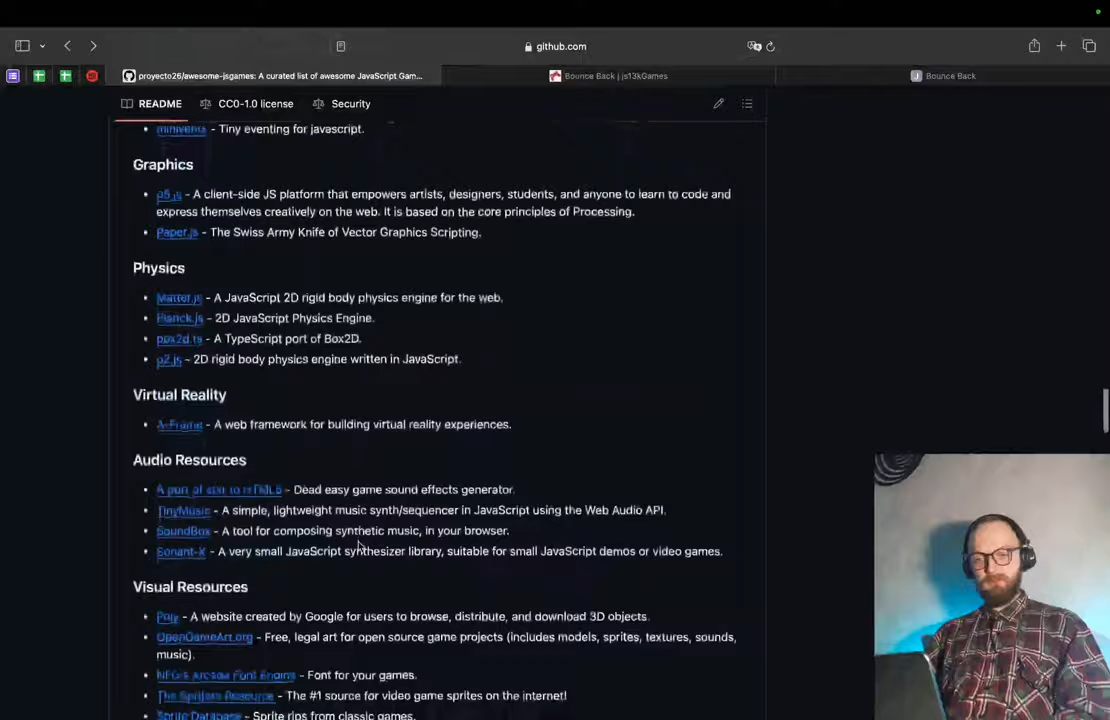 github.com
proyecto26/awesome-jsgames: A curated list of awesome JavaScript Gam...
Bounce Back | js13kGames
J
Bounce Back
README
CC0-1.0 license
Security
minivents - Tiny eventing for javascript.
Graphics
p5.js - A client-side JS platform that empowers artists, designers, students, and anyone to learn to code and
express themselves creatively on the web. It is based on the core principles of Processing.
Paper.js - The Swiss Army Knife of Vector Graphics Scripting.
Physics
Matter.js - A JavaScript 2D rigid body physics engine for the web.
Planck.js - 2D JavaScript Physics Engine.
box2d.ts - A TypeScript port of Box2D.
p2.js - 2D rigid body physics engine written in JavaScript.
Virtual Reality
A-Frame - A web framework for building virtual reality experiences.
Audio Resources
A port of sfxr to HTML5 - Dead easy game sound effects generator.
TinyMusic - A simple, lightweight music synth/sequencer in JavaScript using the Web Audio API.
SoundBox - A tool for composing synthetic music, in your browser.
Sonant-X - A very small JavaScript synthesizer library, suitable for small JavaScript demos or video games.
Visual Resources
Poly - A website created by Google for users to browse, distribute, and download 3D objects.
OpenGameArt.org - Free, legal art for open source game projects (includes models, sprites, textures, sounds,
music).
NFG's Arcade Font Engine - Font for your games.
The Spriters Resource - The #1 source for video game sprites on the internet!
Sprite Database - Sprite rips from classic games.